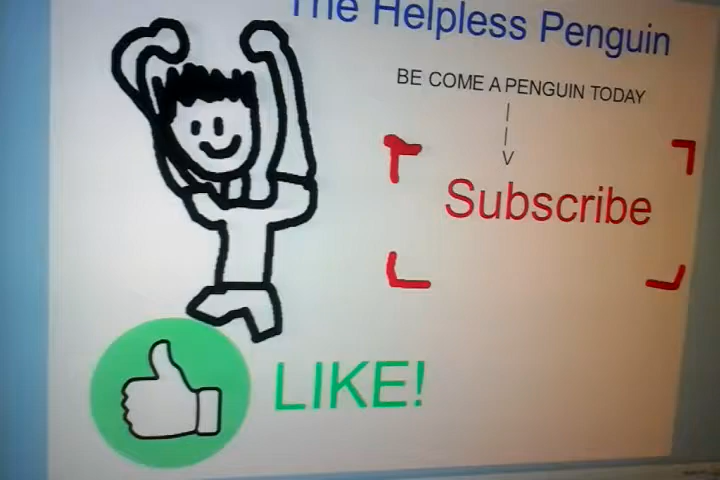 The Helpless Penguin
BE COME A PENGUIN TODAY
Subscribe
LIKE!